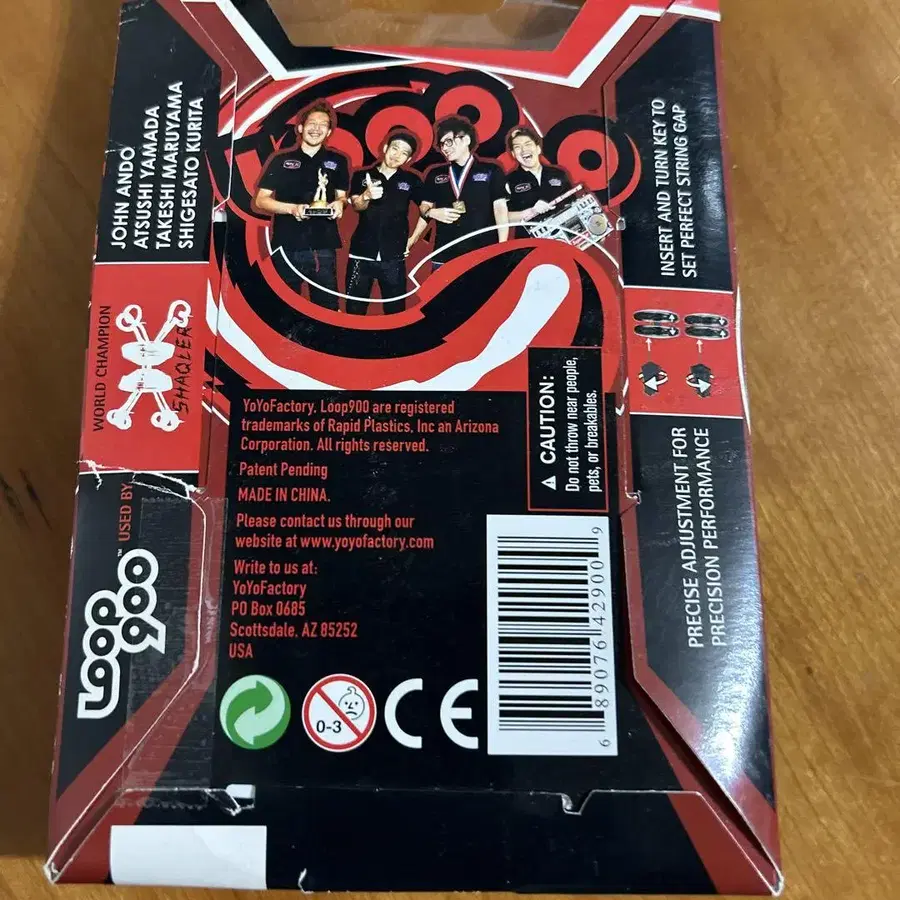 JOHN ANDO
ATSUSHI YAMADA
TAKESHI MARUYAMA
SHIGESATO KURITA
WORLD CHAMPION
SHAQLER
USED BY
Loop
900™
Loop
YoYoFactory. Loop900 are registered
trademarks of Rapid Plastics, Inc an Arizona
Corporation. All rights reserved.
Patent Pending
MADE IN CHINA.
Please contact us through our
website at www.yoyofactory.com
Write to us at:
YoYoFactory
PO Box 0685
Scottsdale, AZ 85252
USA
0-3
CE
CAUTION:
Do not throw near people,
pets, or breakables.
6 89076 42900 9
INSERT AND TURN KEY TO
SET PERFECT STRING GAP
PRECISE ADJUSTMENT FOR
PRECISION PERFORMANCE